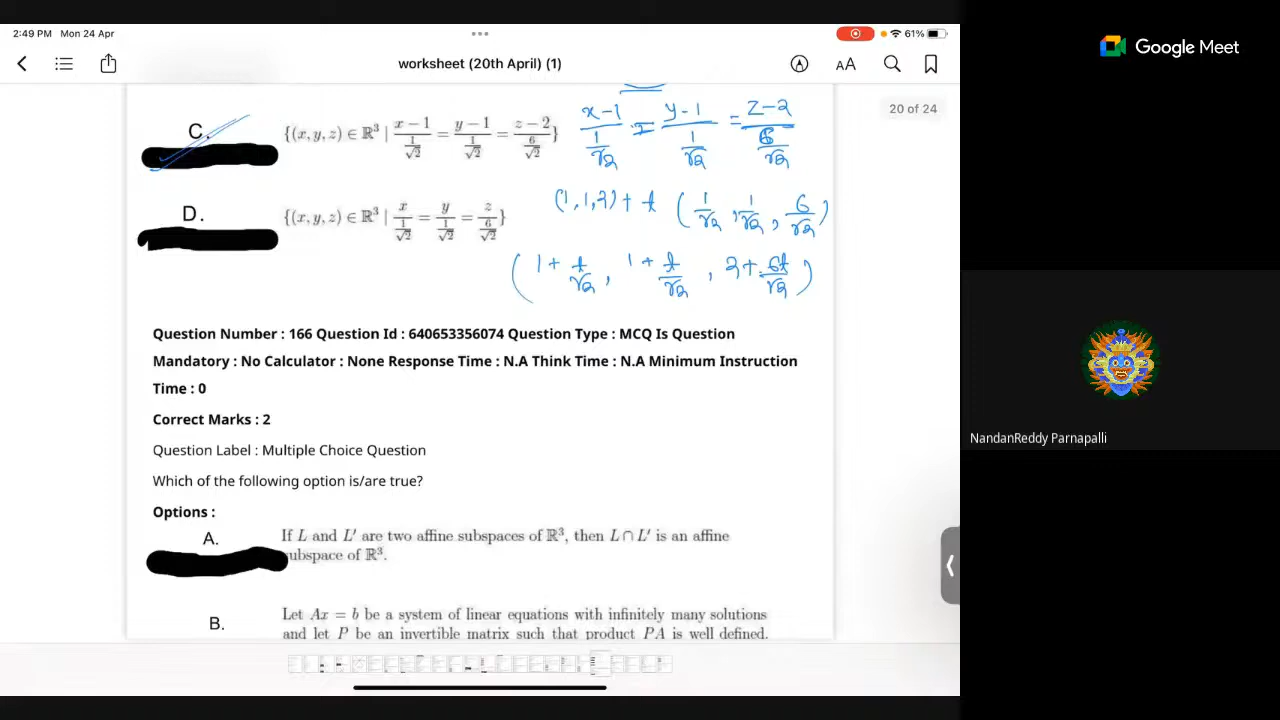 2:49 PM Mon 24 Apr
61%
Google Meet
worksheet (20th April) (1)
AA
20 of 24
C. {(x, y, z) ∈ ℝ³ | (x−1)/(1/√2) = (y−1)/(1/√2) = (z−2)/(6/√2)}
(x−1)/(1/√2) = (y−1)/(1/√2) = (z−2)/(6/√2)
(1,1,2) + t (1/√2, 1/√2, 6/√2)
D. {(x, y, z) ∈ ℝ³ | x/(1/√2) = y/(1/√2) = z/(6/√2)}
(1 + t/√2, 1 + t/√2, 2 + 6t/√2)
Question Number : 166 Question Id : 640653356074 Question Type : MCQ Is Question
Mandatory : No Calculator : None Response Time : N.A Think Time : N.A Minimum Instruction
Time : 0
Correct Marks : 2
Question Label : Multiple Choice Question
Which of the following option is/are true?
Options :
A. If L and L′ are two affine subspaces of ℝ³, then L ∩ L′ is an affine
subspace of ℝ³.
B. Let Ax = b be a system of linear equations with infinitely many solutions
and let P be an invertible matrix such that product PA is well defined.
NandanReddy Parnapalli